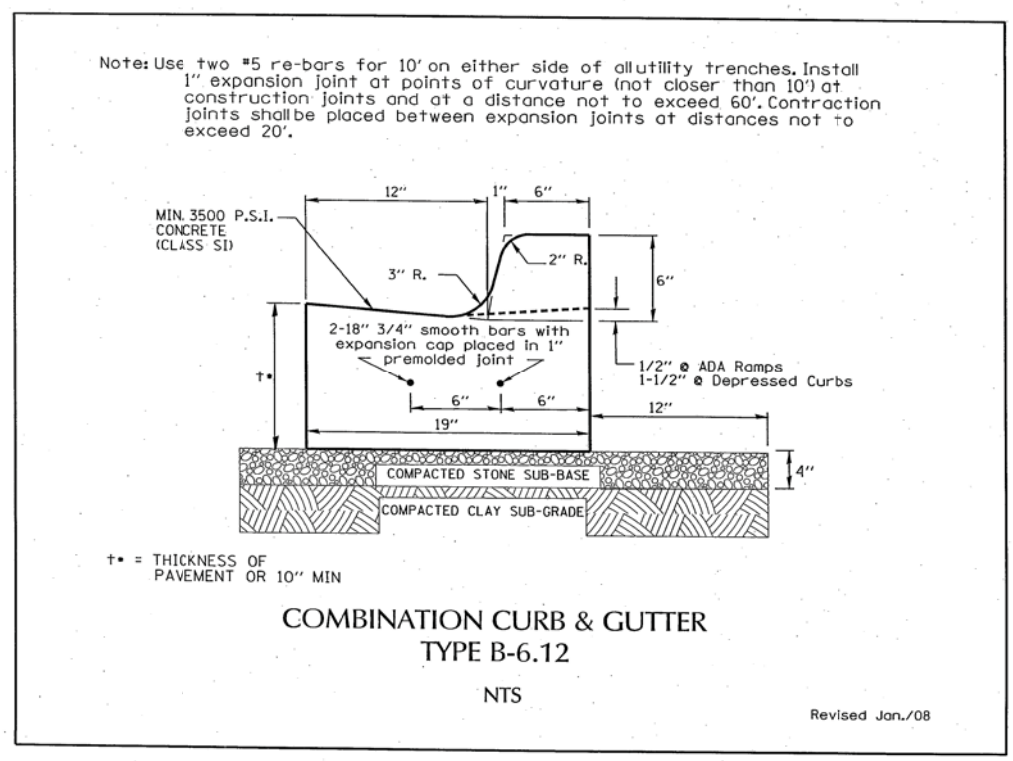 Note: Use two #5 re-bars for 10' on either side of all utility trenches. Install
1" expansion joint at points of curvature (not closer than 10') at
construction joints and at a distance not to exceed 60'. Contraction
joints shall be placed between expansion joints at distances not to
exceed 20'.
12"
1"
6"
MIN. 3500 P.S.I.
CONCRETE
(CLASS SI)
2" R.
3" R.
6"
2-18" 3/4" smooth bars with
expansion cap placed in 1"
premolded joint
1/2" @ ADA Ramps
1-1/2" @ Depressed Curbs
t*
6"
6"
12"
19"
COMPACTED STONE SUB-BASE
4"
COMPACTED CLAY SUB-GRADE
t* = THICKNESS OF
PAVEMENT OR 10" MIN
COMBINATION CURB & GUTTER
TYPE B-6.12
NTS
Revised Jan./08